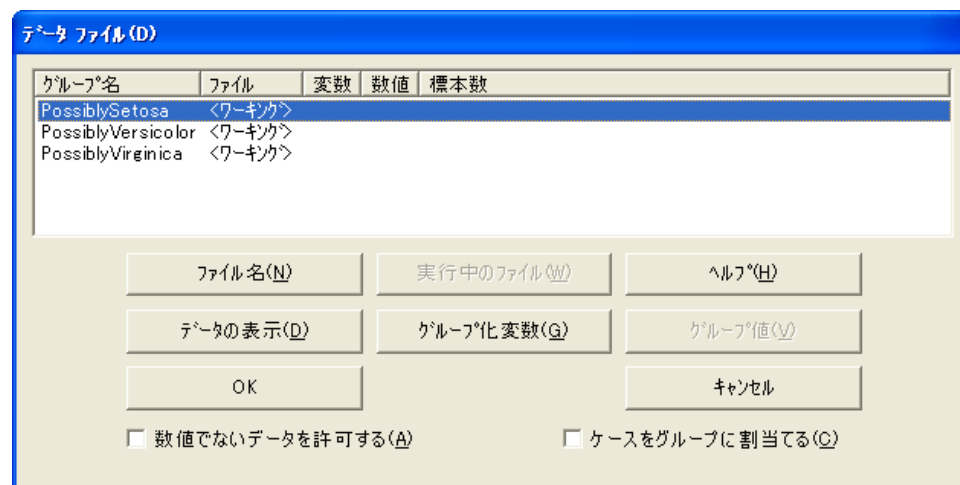 データ ファイル(D)
グループ名 ファイル 変数 数値 標本数
PossiblySetosa <ワーキング>
PossiblyVersicolor <ワーキング>
PossiblyVirginica <ワーキング>
ファイル名(N) 実行中のファイル(W) ヘルプ(H)
データの表示(D) グループ化変数(G) グループ値(V)
OK キャンセル
数値でないデータを許可する(A) ケースをグループに割当てる(C)